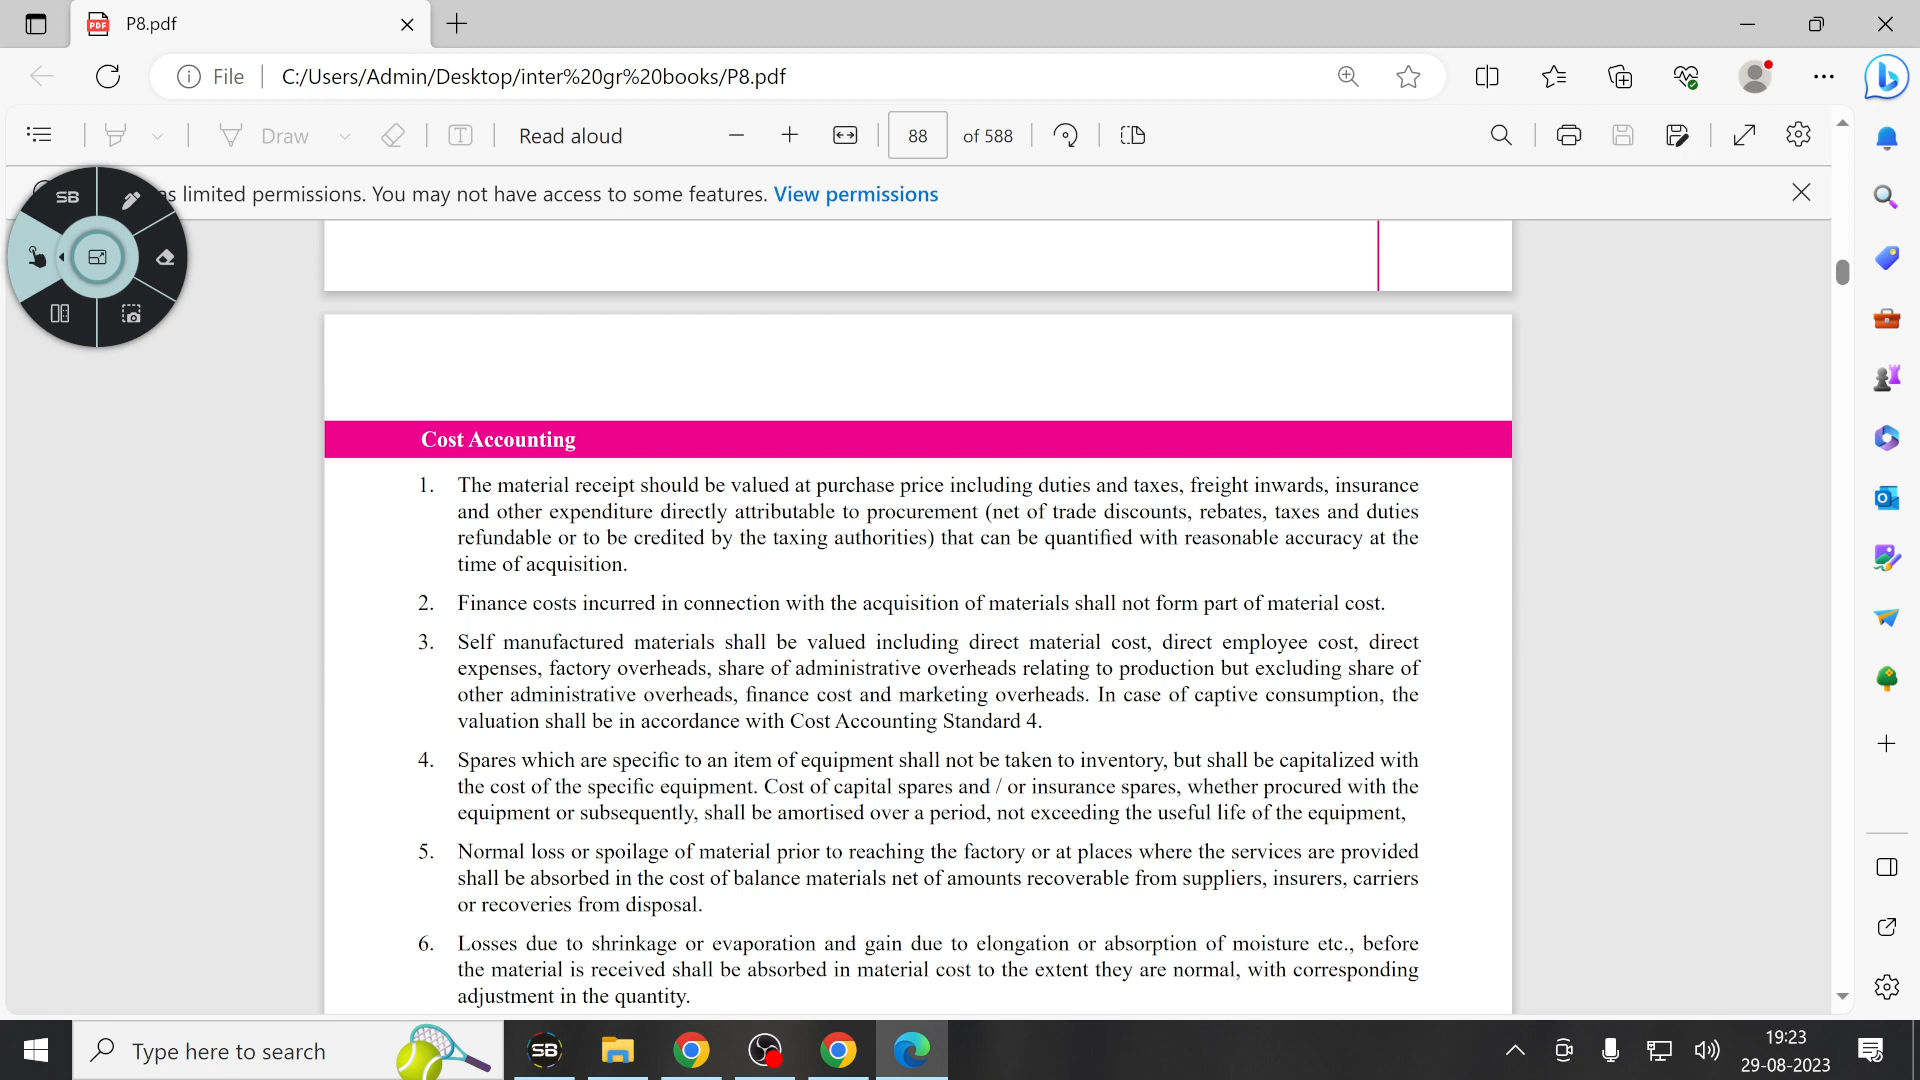 P8.pdf
File C:/Users/Admin/Desktop/inter%20gr%20books/P8.pdf
Draw Read aloud 88 of 588
SB
as limited permissions. You may not have access to some features. View permissions
Cost Accounting
1. The material receipt should be valued at purchase price including duties and taxes, freight inwards, insurance
and other expenditure directly attributable to procurement (net of trade discounts, rebates, taxes and duties
refundable or to be credited by the taxing authorities) that can be quantified with reasonable accuracy at the
time of acquisition.
2. Finance costs incurred in connection with the acquisition of materials shall not form part of material cost.
3. Self manufactured materials shall be valued including direct material cost, direct employee cost, direct
expenses, factory overheads, share of administrative overheads relating to production but excluding share of
other administrative overheads, finance cost and marketing overheads. In case of captive consumption, the
valuation shall be in accordance with Cost Accounting Standard 4.
4. Spares which are specific to an item of equipment shall not be taken to inventory, but shall be capitalized with
the cost of the specific equipment. Cost of capital spares and / or insurance spares, whether procured with the
equipment or subsequently, shall be amortised over a period, not exceeding the useful life of the equipment,
5. Normal loss or spoilage of material prior to reaching the factory or at places where the services are provided
shall be absorbed in the cost of balance materials net of amounts recoverable from suppliers, insurers, carriers
or recoveries from disposal.
6. Losses due to shrinkage or evaporation and gain due to elongation or absorption of moisture etc., before
the material is received shall be absorbed in material cost to the extent they are normal, with corresponding
adjustment in the quantity.
Type here to search
SB
19:23
29-08-2023